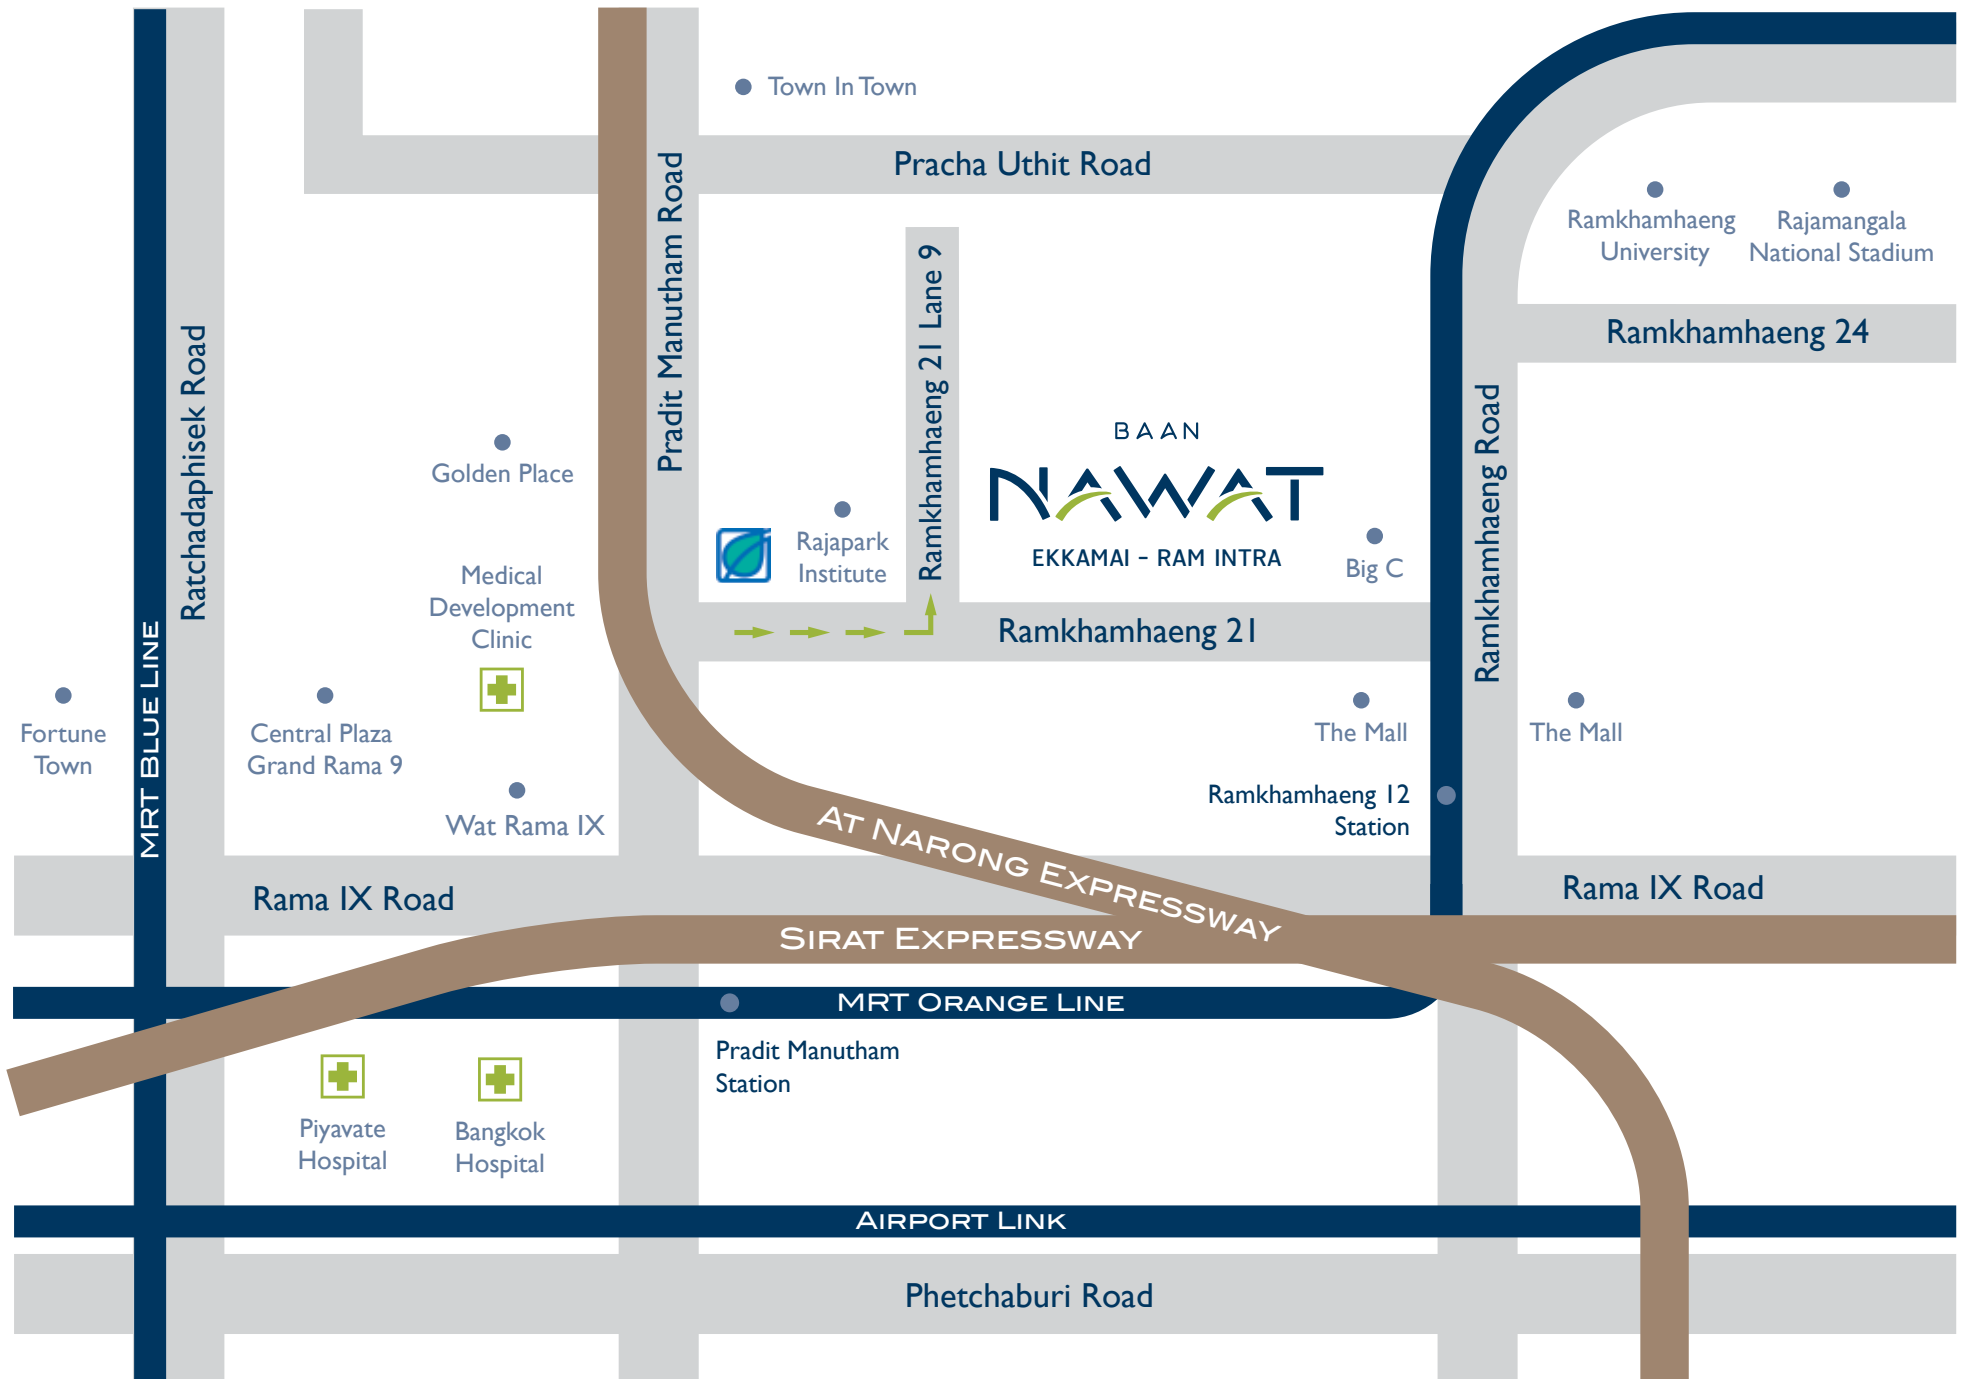 Town In Town
Pracha Uthit Road
Pradit Manutham Road
Ramkhamhaeng
University
Rajamangala
National Stadium
Ramkhamhaeng 21 Lane 9
Ramkhamhaeng 24
Ratchadaphisek Road
Ramkhamhaeng Road
Golden Place
BAAN
NAWAT
EKKAMAI - RAM INTRA
Rajapark
Institute
Big C
Medical
Development
Clinic
Ramkhamhaeng 21
MRT BLUE LINE
Fortune
Town
Central Plaza
Grand Rama 9
The Mall
The Mall
Wat Rama IX
Ramkhamhaeng 12
Station
AT NARONG EXPRESSWAY
Rama IX Road
Rama IX Road
SIRAT EXPRESSWAY
MRT ORANGE LINE
Pradit Manutham
Station
Piyavate
Hospital
Bangkok
Hospital
AIRPORT LINK
Phetchaburi Road